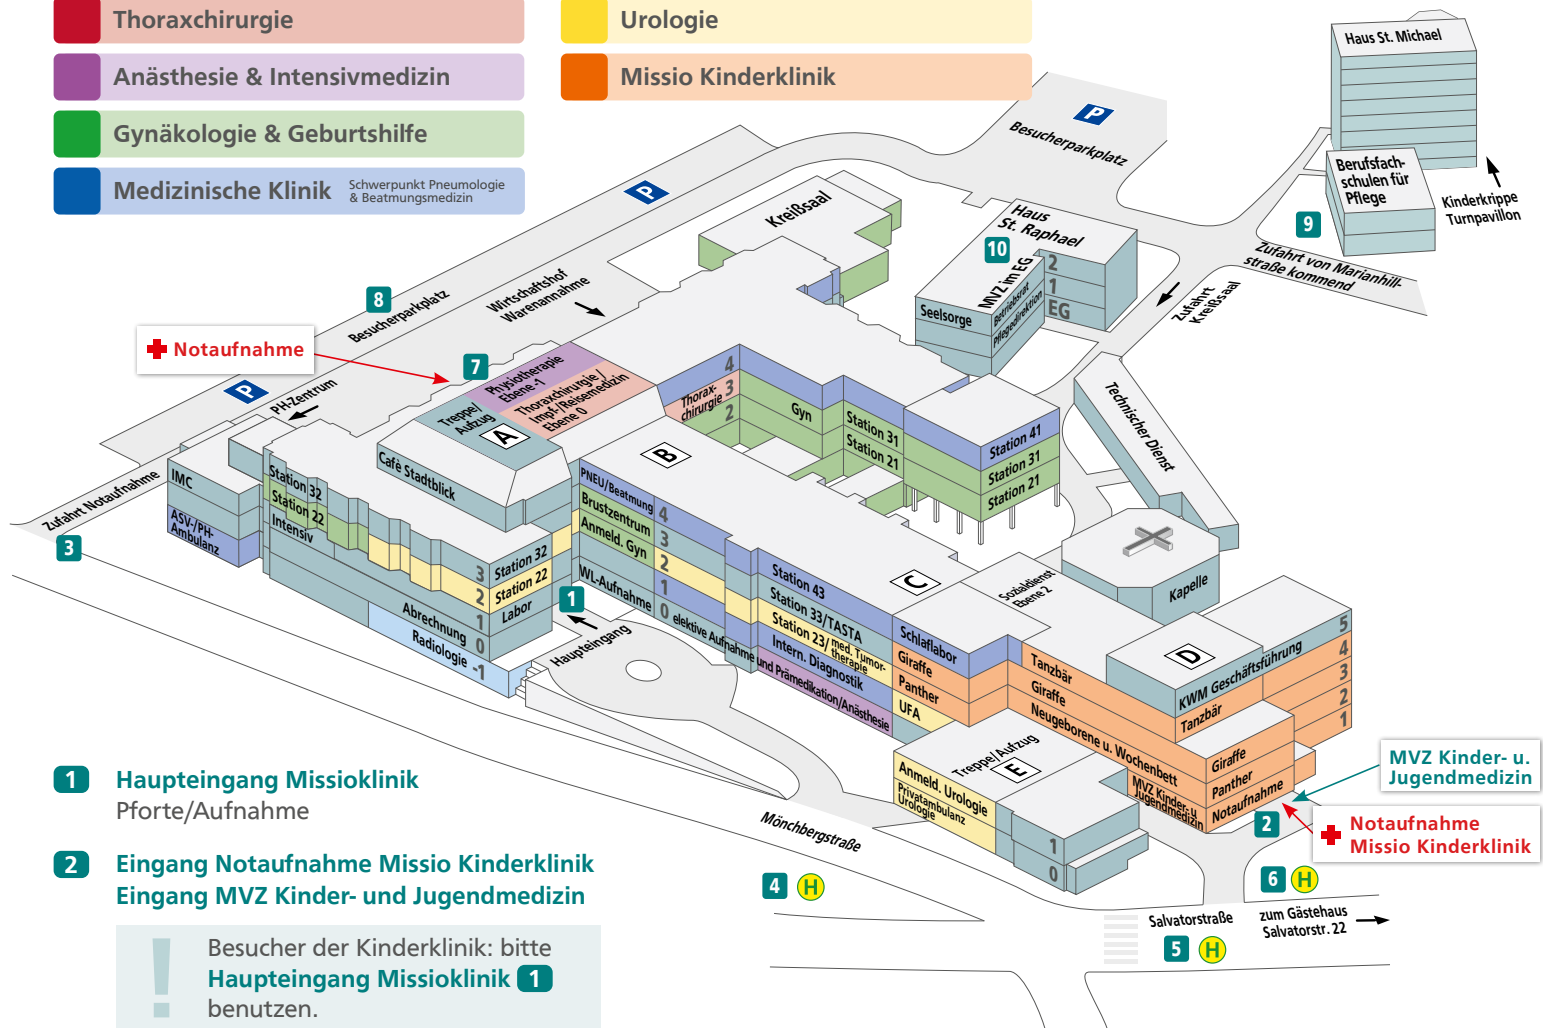 Thoraxchirurgie
Urologie
Anästhesie & Intensivmedizin
Missio Kinderklinik
Gynäkologie & Geburtshilfe
Medizinische Klinik
Schwerpunkt Pneumologie
& Beatmungsmedizin
Haus St. Michael
Berufsfach-
schulen für
Pflege
Kinderkrippe
Turnpavillon
9
P
Besucherparkplatz
Zufahrt von Marianhill-
straße kommend
Zufahrt
Kreißsaal
Haus
St. Raphael
10
MVZ im EG
2
1
EG
Seelsorge
Betriebsrat
Pflegedirektion
Kreißsaal
P
8
Besucherparkplatz
Wirtschaftshof
Warenannahme
Notaufnahme
7
P
PH-Zentrum
Physiotherapie
Ebene -1
Thoraxchirurgie /
Impf-/Reisemedizin
Ebene 0
Treppe/
Aufzug
A
Cafè Stadtblick
4
Thorax-
chirurgie
3
2
Gyn
Station 31
Station 21
Station 41
Station 31
Station 21
Technischer Dienst
Kapelle
Sozialdienst
Ebene 2
Zufahrt Notaufnahme
3
IMC
ASV-/PH-
Ambulanz
Station 32
Station 22
Intensiv
3
Station 32
2
Station 22
1
Labor
Abrechnung
0
Radiologie
-1
B
PNEU/Beatmung
4
Brustzentrum
3
Anmeld. Gyn
2
1
WL-Aufnahme
0
elektive Aufnahme
und Prämedikation/Anästhesie
1
Haupteingang
C
Station 43
Station 33/TASTA
Station 23/
med. Tumor-
therapie
Intern. Diagnostik
Schlaflabor
Giraffe
Panther
UFA
Tanzbär
Giraffe
Neugeborene u. Wochenbett
MVZ Kinder- u
Jugendmedizin
D
KWM Geschäftsführung
5
4
3
2
1
Tanzbär
Giraffe
Panther
Notaufnahme
Treppe/Aufzug
E
Anmeld. Urologie
Privatambulanz
Urologie
1
0
MVZ Kinder- u.
Jugendmedizin
2
Notaufnahme
Missio Kinderklinik
Mönchbergstraße
4
H
6
H
Salvatorstraße
5
H
zum Gästehaus
Salvatorstr. 22
1
Haupteingang Missioklinik
Pforte/Aufnahme
2
Eingang Notaufnahme Missio Kinderklinik
Eingang MVZ Kinder- und Jugendmedizin
!
Besucher der Kinderklinik: bitte
Haupteingang Missioklinik 1
benutzen.